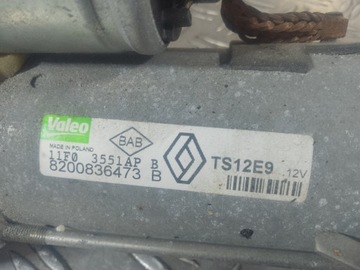 Valeo
MADE IN POLAND
BAB
11F0 3551AP B
8200836473 B
TS12E9
12V